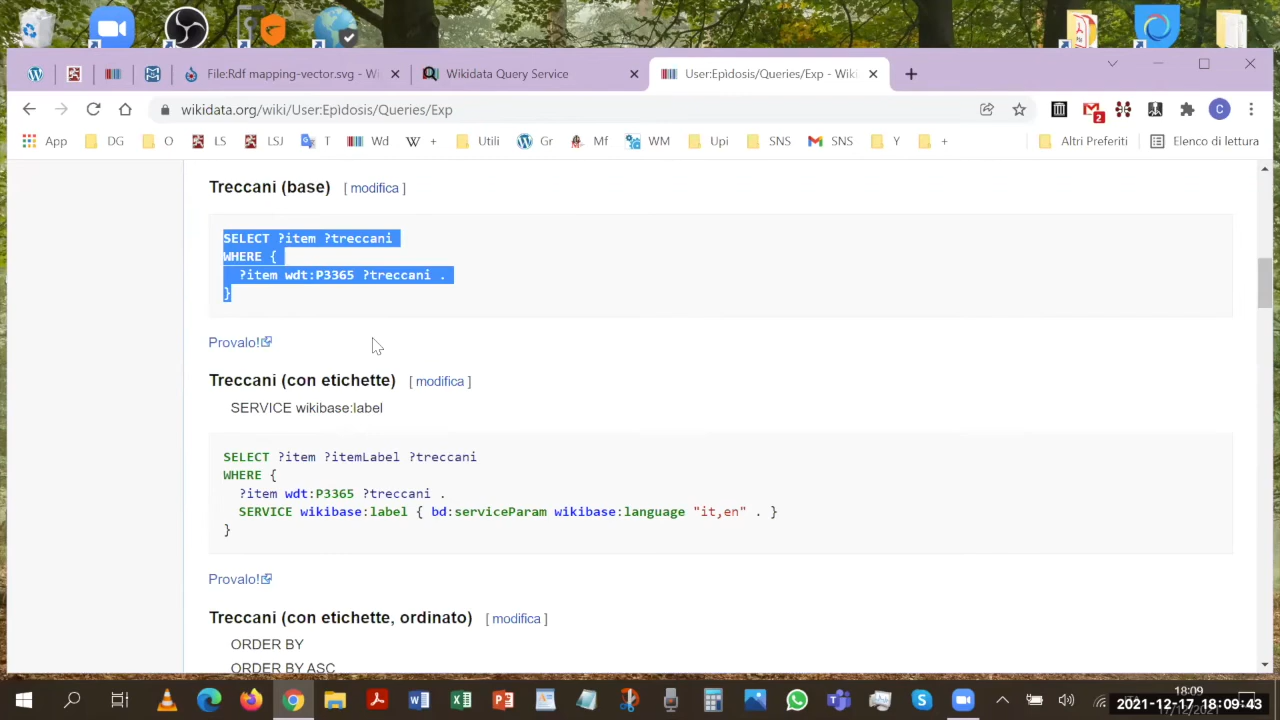 File:Rdf mapping-vector.svg - Wi
Wikidata Query Service
User:Epìdosis/Queries/Exp - Wiki
wikidata.org/wiki/User:Epìdosis/Queries/Exp
2
C
App
DG
O
LS
LSJ
T
Wd
+
Utili
Gr
Mf
WM
Upi
SNS
SNS
Y
+
Altri Preferiti
Elenco di lettura
Treccani (base) [ modifica ]
SELECT ?item ?treccani
WHERE {
?item wdt:P3365 ?treccani .
}
Provalo!
Treccani (con etichette) [ modifica ]
SERVICE wikibase:label
SELECT ?item ?itemLabel ?treccani
WHERE {
?item wdt:P3365 ?treccani .
SERVICE wikibase:label { bd:serviceParam wikibase:language "it,en" . }
}
Provalo!
Treccani (con etichette, ordinato) [ modifica ]
ORDER BY
ORDER BY ASC
18:09
2021-12-17 18:09:43